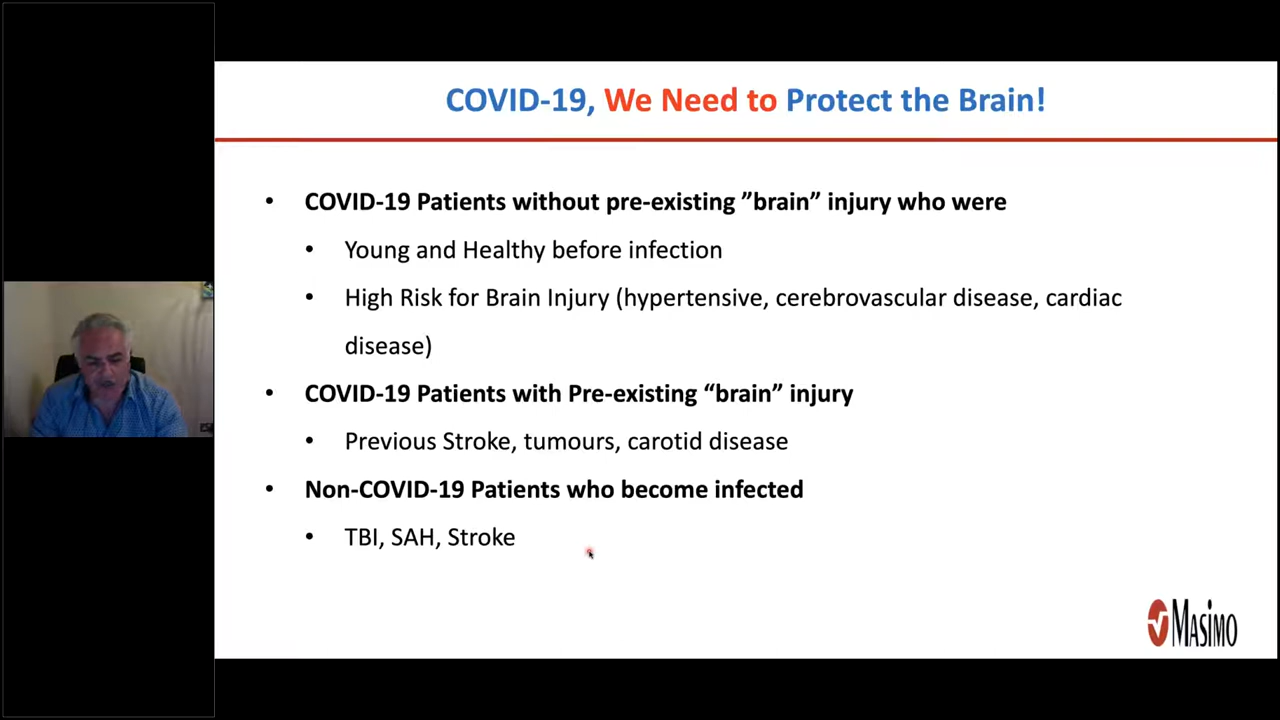 COVID-19, We Need to Protect the Brain!
• COVID-19 Patients without pre-existing ”brain” injury who were
• Young and Healthy before infection
• High Risk for Brain Injury (hypertensive, cerebrovascular disease, cardiac
disease)
• COVID-19 Patients with Pre-existing “brain” injury
• Previous Stroke, tumours, carotid disease
• Non-COVID-19 Patients who become infected
• TBI, SAH, Stroke
Masimo